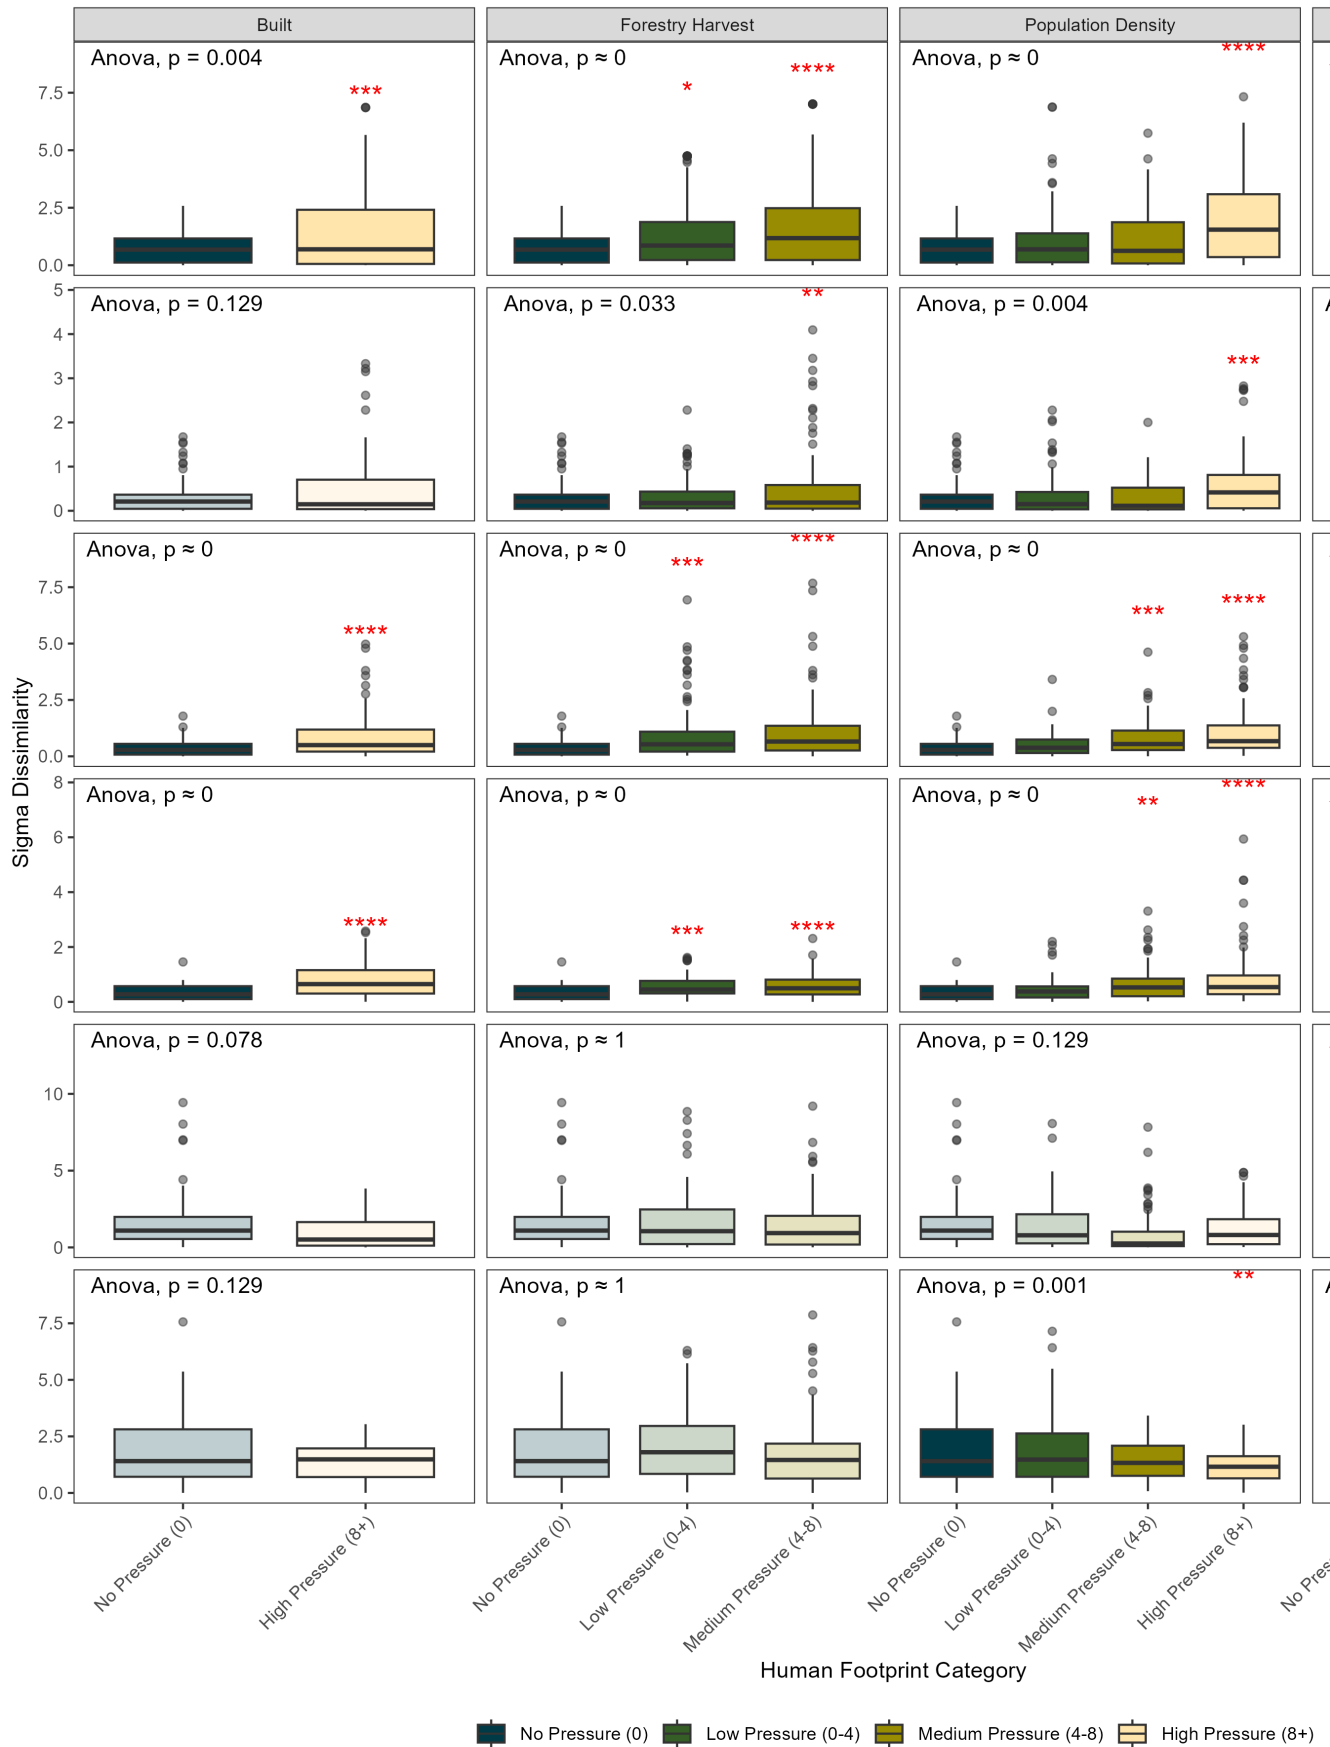 Built Forestry Harvest Population Density
Anova, p = 0.004 Anova, p ≈ 0 Anova, p ≈ 0
*** * **** ****
7.5
5.0
2.5
0.0
Anova, p = 0.129 Anova, p = 0.033 Anova, p = 0.004
** ***
5
4
3
2
1
0
Anova, p ≈ 0 Anova, p ≈ 0 Anova, p ≈ 0
**** *** **** *** ****
7.5
5.0
2.5
0.0
Anova, p ≈ 0 Anova, p ≈ 0 Anova, p ≈ 0
**** *** **** ** ****
8
6
4
2
0
Anova, p = 0.078 Anova, p ≈ 1 Anova, p = 0.129
10
5
0
Anova, p = 0.129 Anova, p ≈ 1 Anova, p = 0.001
**
7.5
5.0
2.5
0.0
Sigma Dissimilarity
No Pressure (0)
High Pressure (8+)
No Pressure (0)
Low Pressure (0-4)
Medium Pressure (4-8)
No Pressure (0)
Low Pressure (0-4)
Medium Pressure (4-8)
High Pressure (8+)
No Pres
Human Footprint Category
No Pressure (0) Low Pressure (0-4) Medium Pressure (4-8) High Pressure (8+)